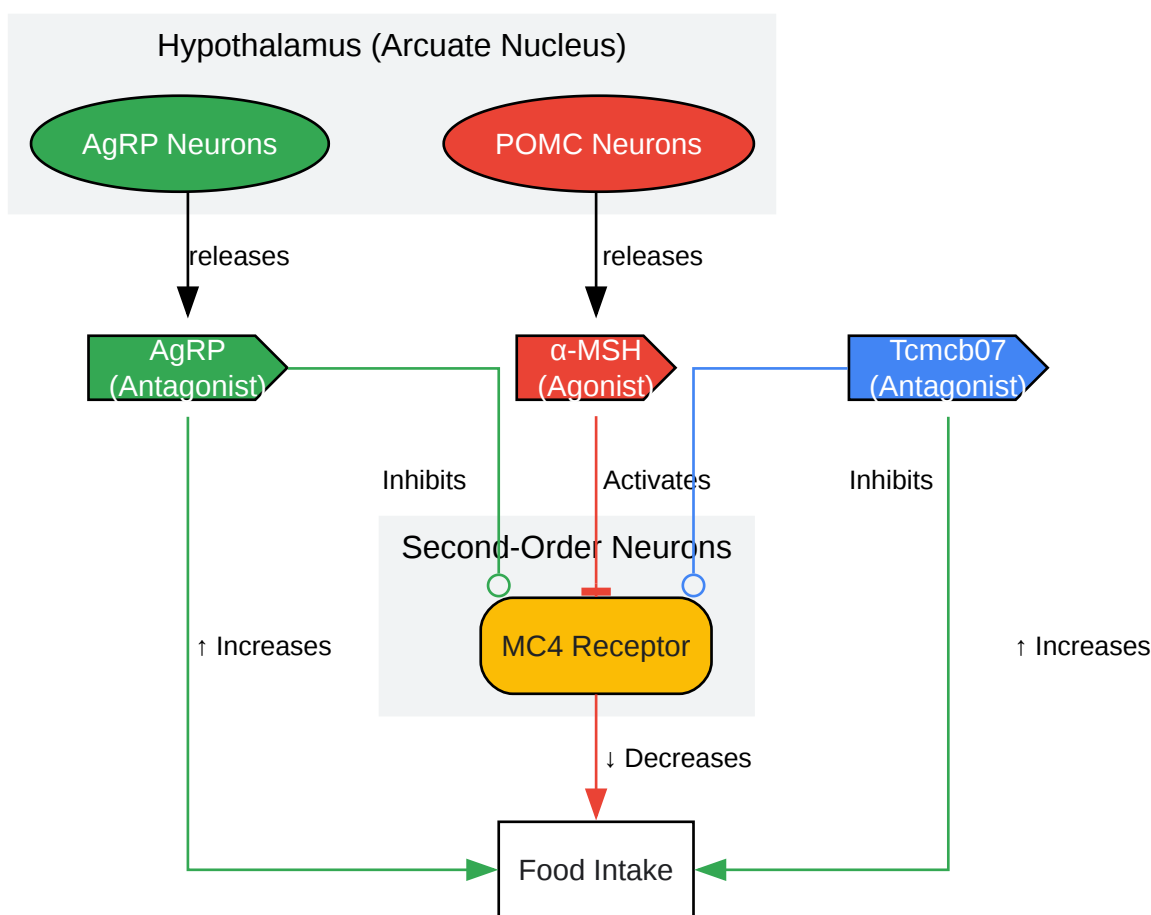 Hypothalamus (Arcuate Nucleus)
AgRP Neurons
POMC Neurons
releases
releases
AgRP
(Antagonist)
α-MSH
(Agonist)
Tcmcb07
(Antagonist)
Inhibits
Activates
Inhibits
Second-Order Neurons
MC4 Receptor
↑ Increases
↑ Increases
↓ Decreases
Food Intake